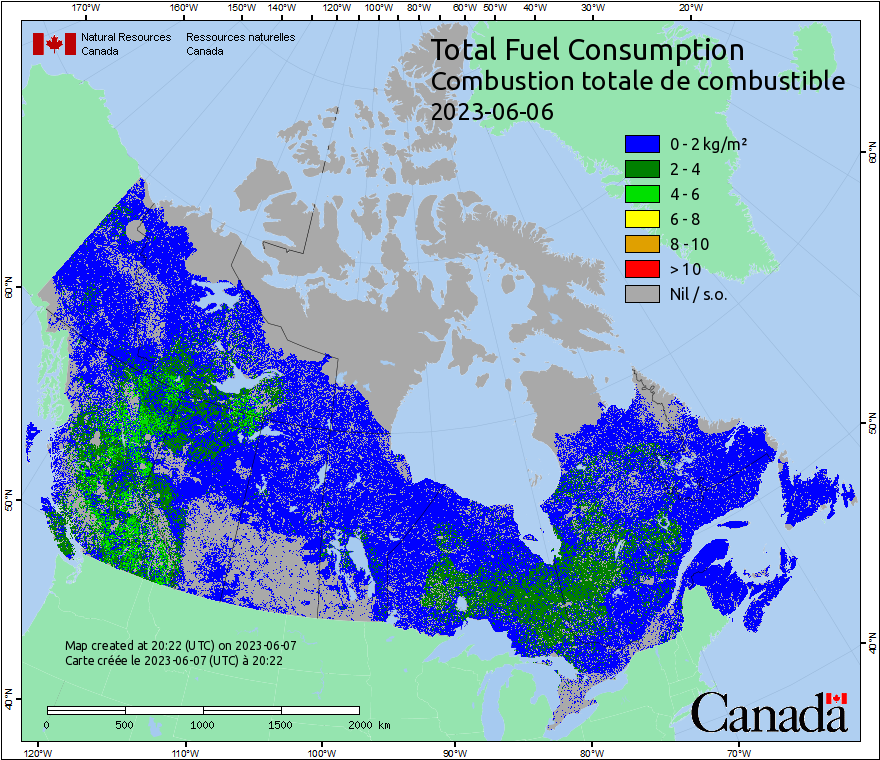 170°W 160°W 150°W 140°W 130°W 120°W 110°W 100°W 90°W 80°W 70°W 60°W 50°W 40°W 30°W 20°W
Natural Resources Ressources naturelles
Canada Canada
Total Fuel Consumption
Combustion totale de combustible
2023-06-06
0 - 2 kg/m²
2 - 4
4 - 6
6 - 8
8 - 10
> 10
Nil / s.o.
60°N
60°N
50°N
50°N
40°N
40°N
Map created at 20:22 (UTC) on 2023-06-07
Carte créée le 2023-06-07 (UTC) à 20:22
0 500 1000 1500 2000 km
Canada
120°W 110°W 100°W 90°W 80°W 70°W